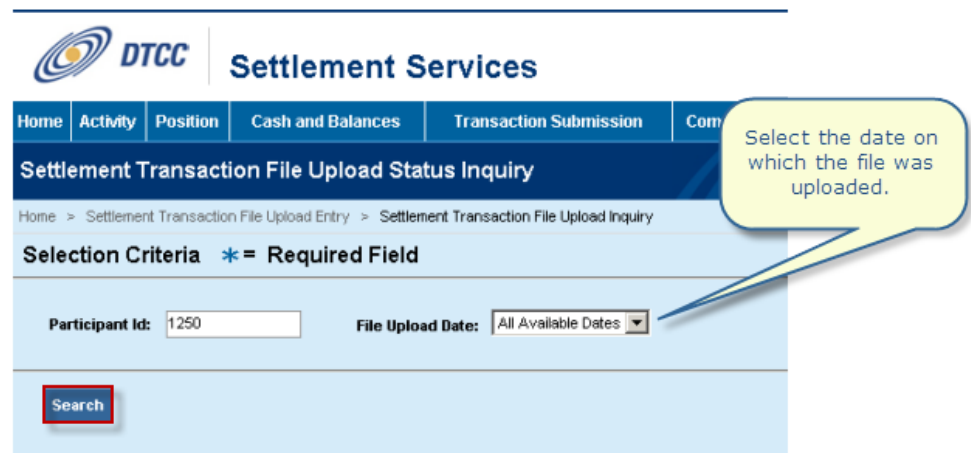 DTCC
Settlement Services
Home Activity Position Cash and Balances Transaction Submission Com
Select the date on
which the file was
uploaded.
Settlement Transaction File Upload Status Inquiry
Home > Settlement Transaction File Upload Entry > Settlement Transaction File Upload Inquiry
Selection Criteria *= Required Field
Participant Id: 1250 File Upload Date: All Available Dates
Search